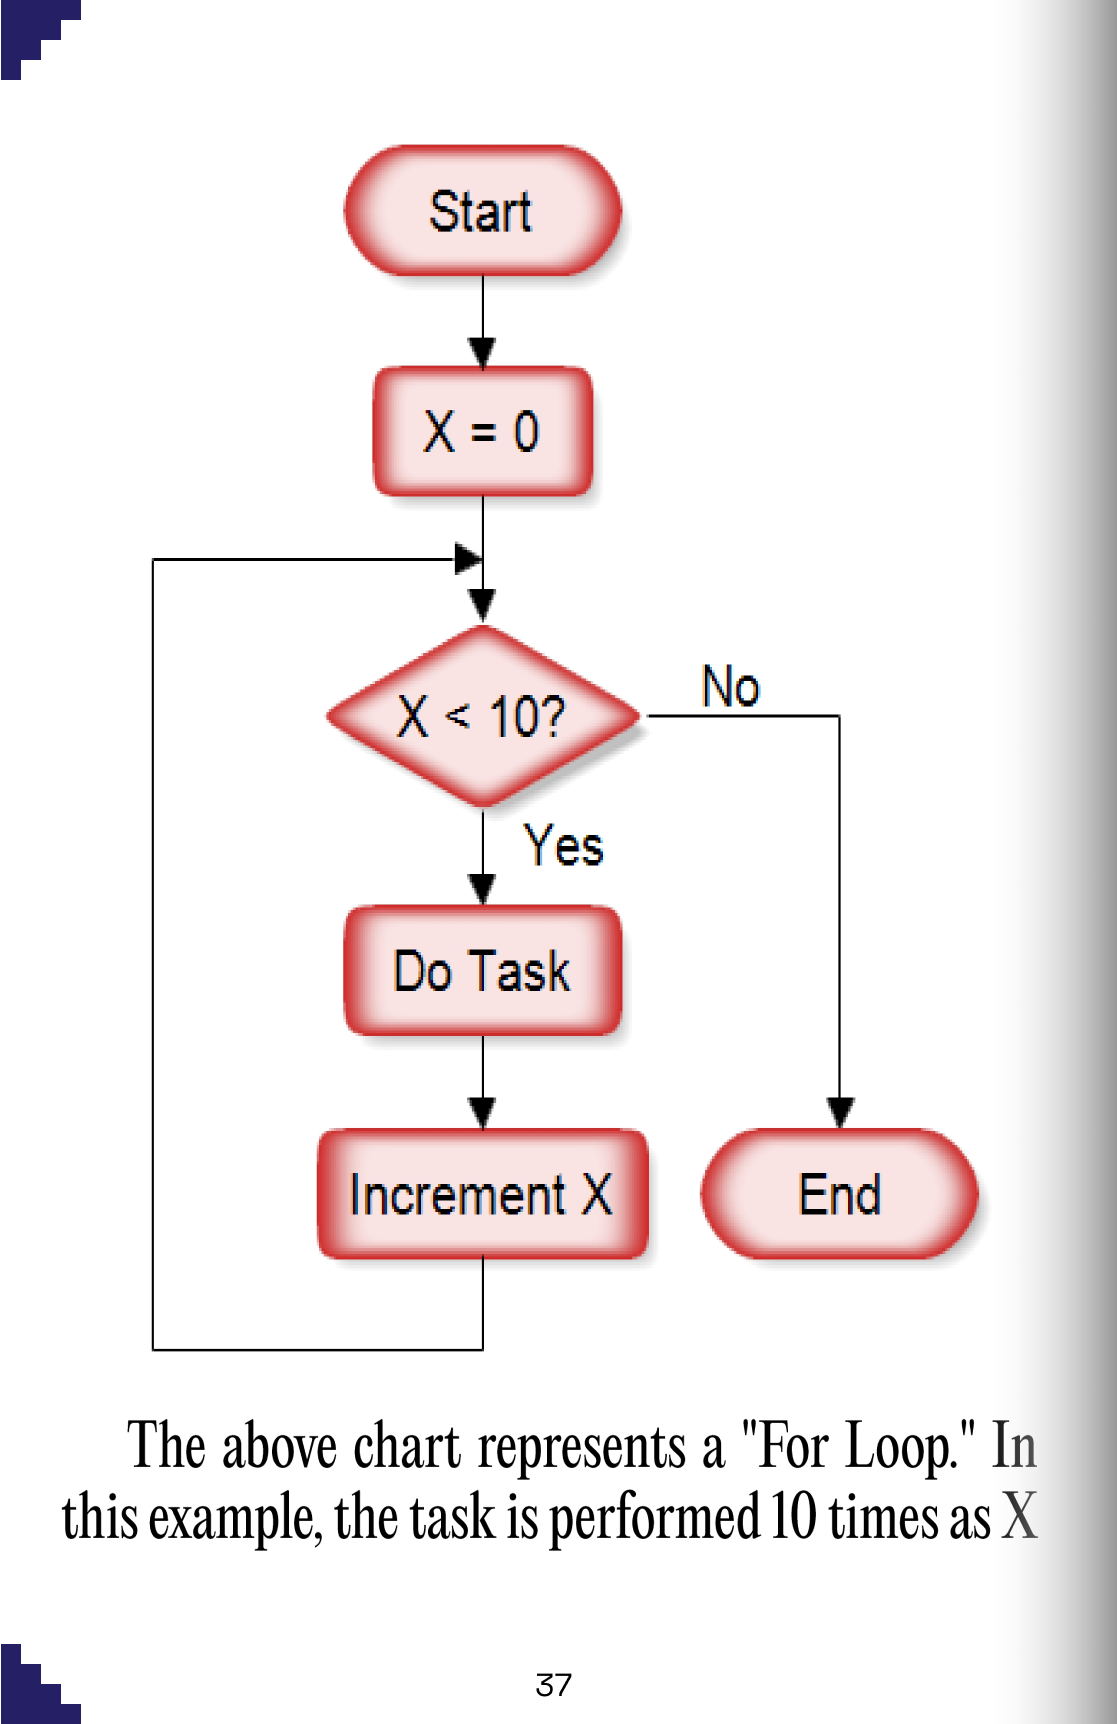 Start
X = 0
X < 10?
No
Yes
Do Task
Increment X
End
The above chart represents a "For Loop." In
this example, the task is performed 10 times as X
37